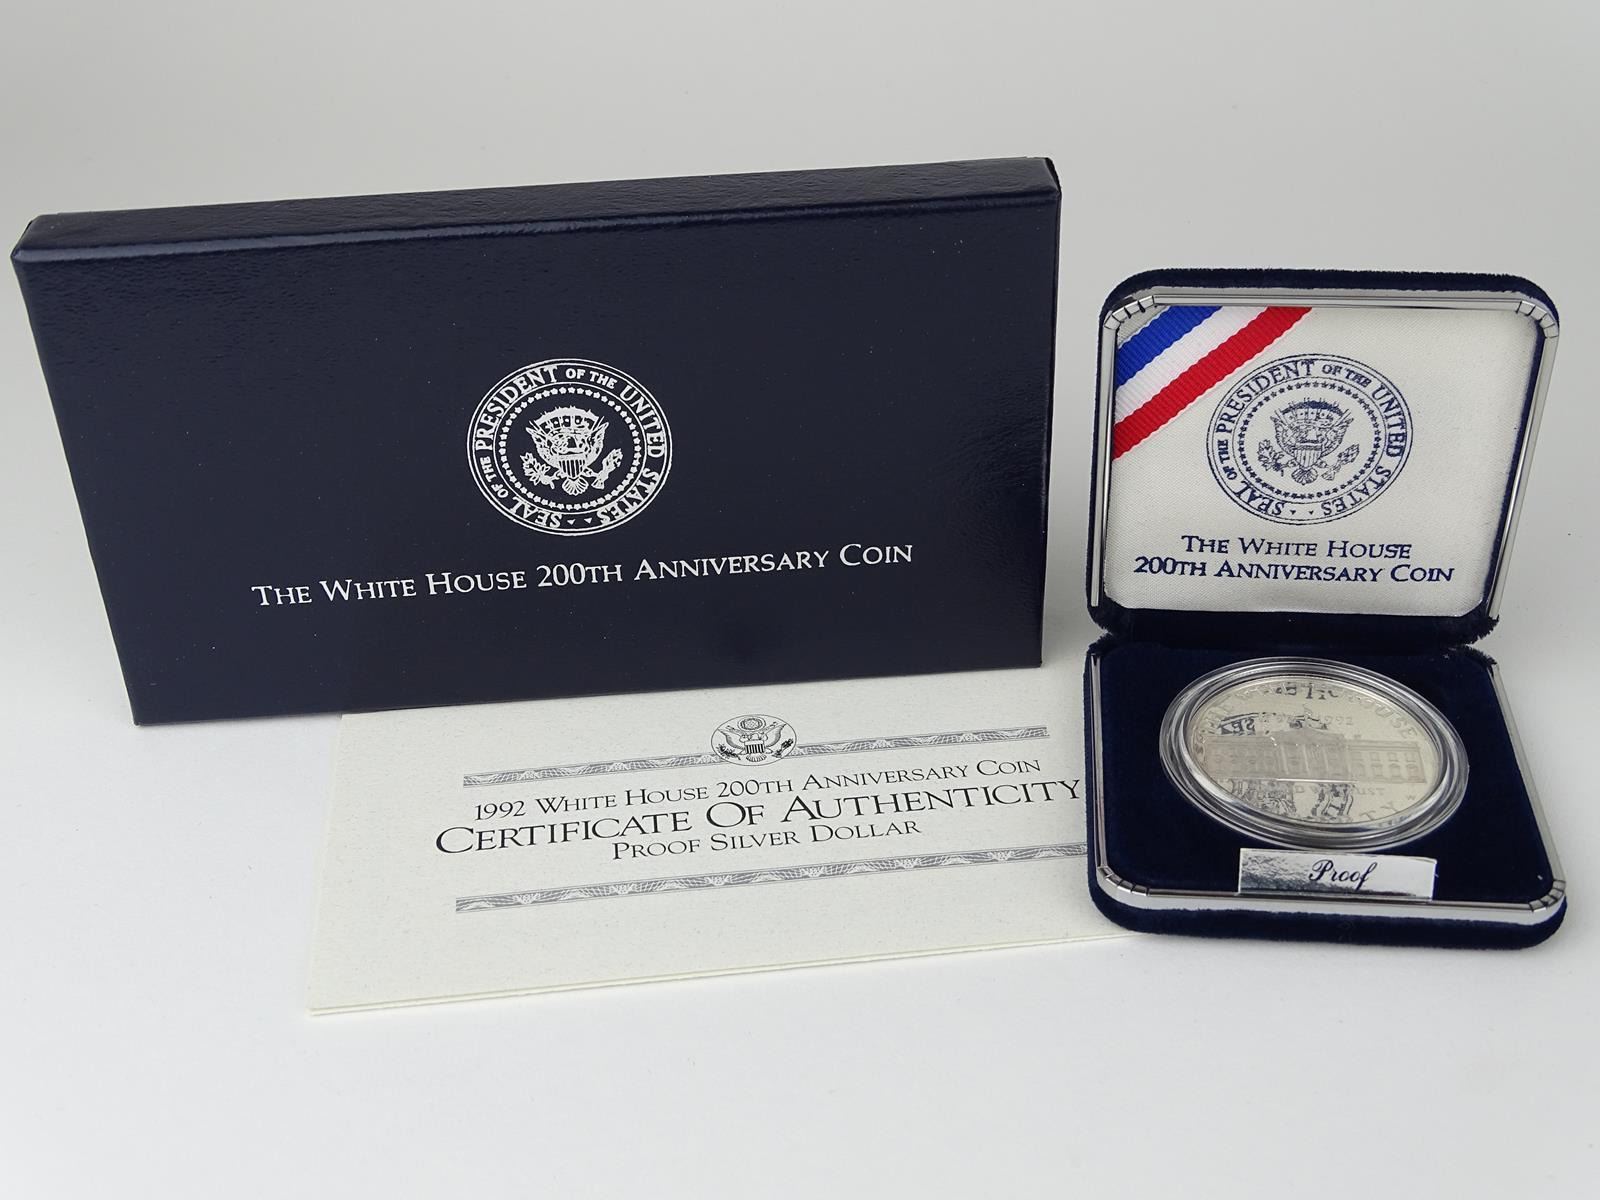 SEAL OF THE PRESIDENT OF THE UNITED STATES
THE WHITE HOUSE 200TH ANNIVERSARY COIN
SEAL OF THE PRESIDENT OF THE UNITED STATES
THE WHITE HOUSE
200TH ANNIVERSARY COIN
1992 WHITE HOUSE 200TH ANNIVERSARY COIN
CERTIFICATE OF AUTHENTICITY
PROOF SILVER DOLLAR
HOUSE
1992
Proof